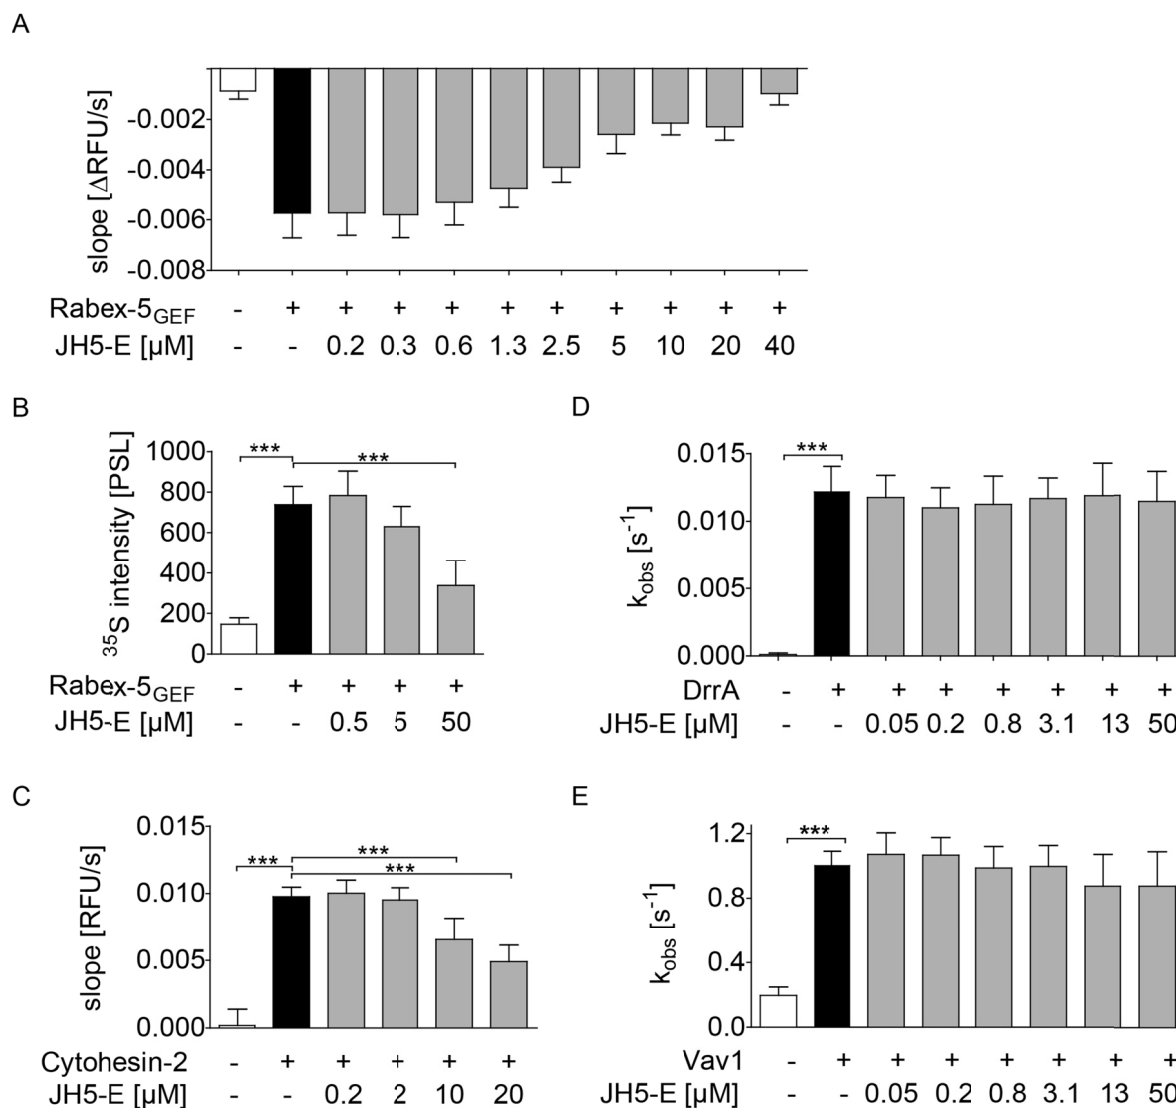 A
slope [ΔRFU/s]
-0.002
-0.004
-0.006
-0.008
Rabex-5GEF - + + + + + + + + + +
JH5-E [µM] - - 0.2 0.3 0.6 1.3 2.5 5 10 20 40
B
35S intensity [PSL]
1000
800
600
400
200
0
*** ***
Rabex-5GEF - + + + +
JH5-E [µM] - - 0.5 5 50
D
kobs [s-1]
0.015
0.010
0.005
0.000
***
DrrA - + + + + + + +
JH5-E [µM] - - 0.05 0.2 0.8 3.1 13 50
C
slope [RFU/s]
0.015
0.010
0.005
0.000
***
*** ***
Cytohesin-2 - + + + + +
JH5-E [µM] - - 0.2 2 10 20
E
kobs [s-1]
1.2
0.8
0.4
0.0
***
Vav1 - + + + + + + +
JH5-E [µM] - - 0.05 0.2 0.8 3.1 13 50